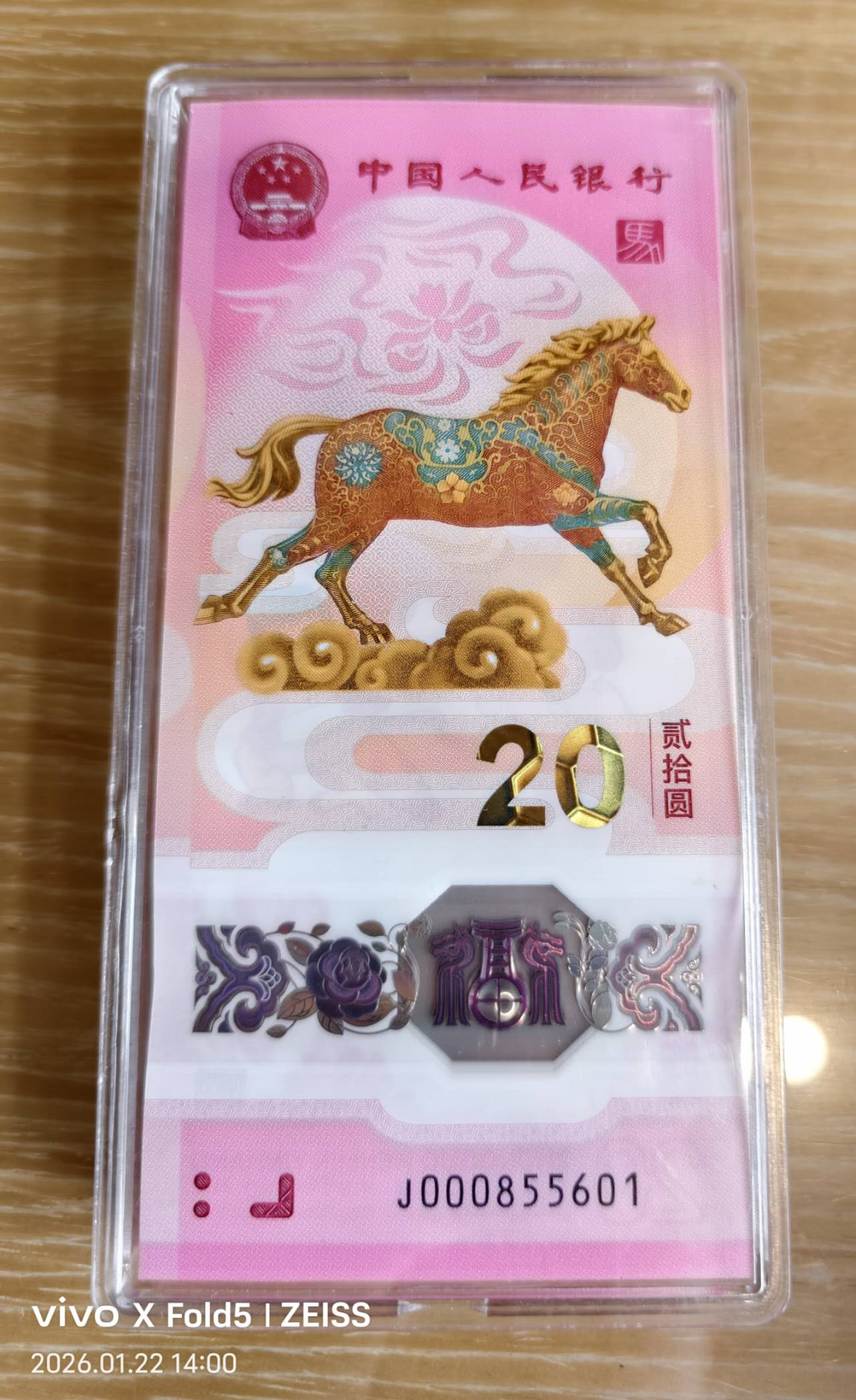 中国人民银行
馬
20
贰拾圆
J000855601
vivo X Fold5 | ZEISS
2026.01.22 14:00